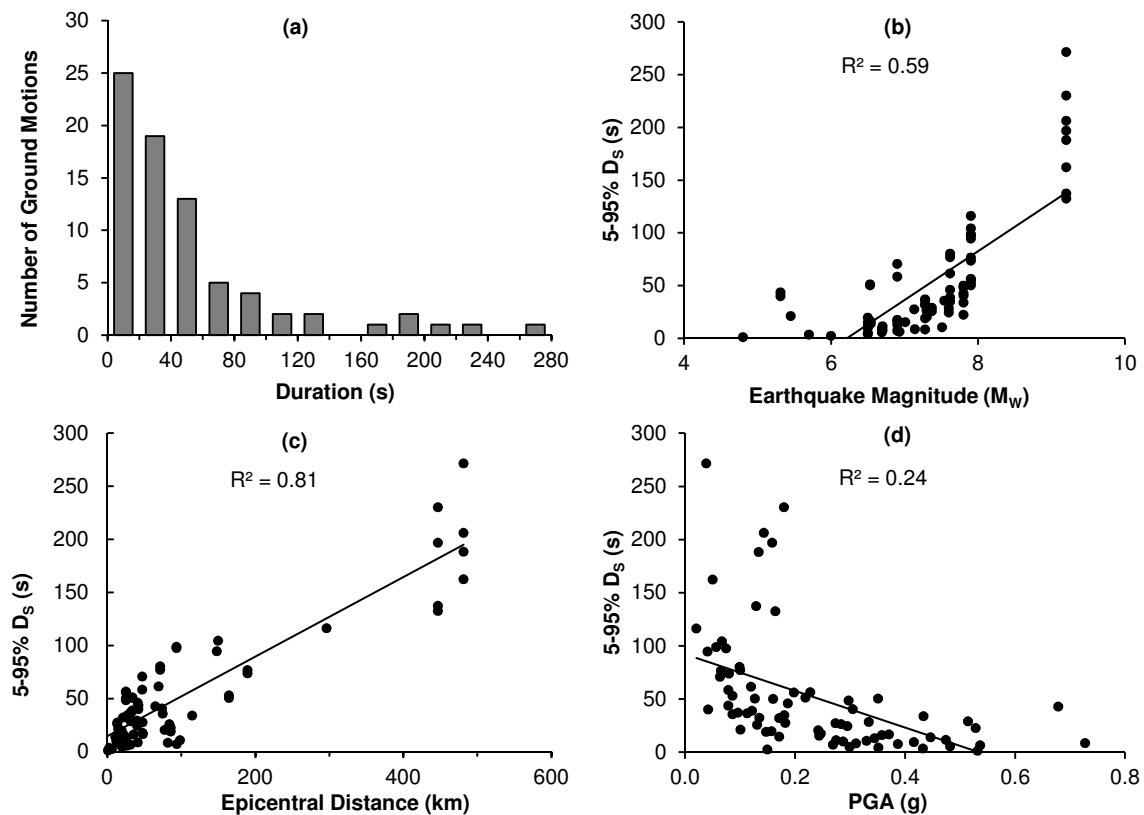 (a)
30
25
20
15
10
5
0
Number of Ground Motions
0 40 80 120 160 200 240 280
Duration (s)
(b)
R² = 0.59
300
250
200
150
100
50
0
5-95% DS (s)
4 6 8 10
Earthquake Magnitude (MW)
(c)
R² = 0.81
300
250
200
150
100
50
0
5-95% DS (s)
0 200 400 600
Epicentral Distance (km)
(d)
R² = 0.24
300
250
200
150
100
50
0
5-95% DS (s)
0.0 0.2 0.4 0.6 0.8
PGA (g)